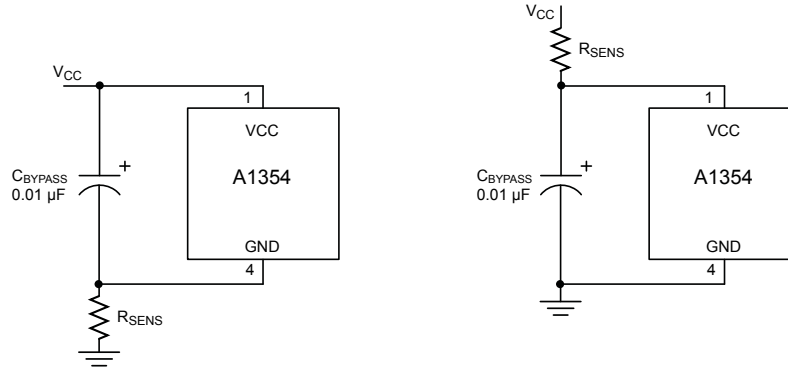 VCC
1
VCC
A1354
GND
4
CBYPASS
0.01 µF
+
RSENS
VCC
RSENS
1
VCC
A1354
GND
4
CBYPASS
0.01 µF
+